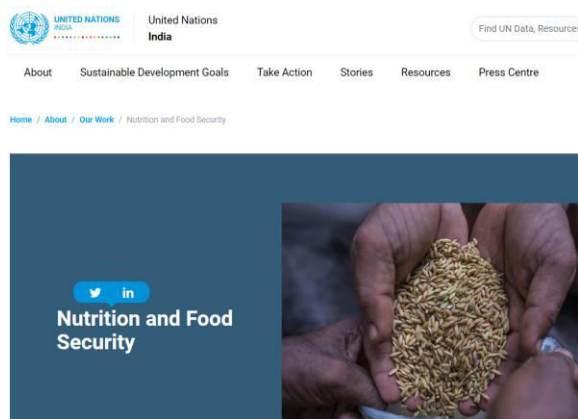 UNITED NATIONS
INDIA
United Nations
India
Find UN Data, Resources
About Sustainable Development Goals Take Action Stories Resources Press Centre
Home / About / Our Work / Nutrition and Food Security
in
Nutrition and Food
Security